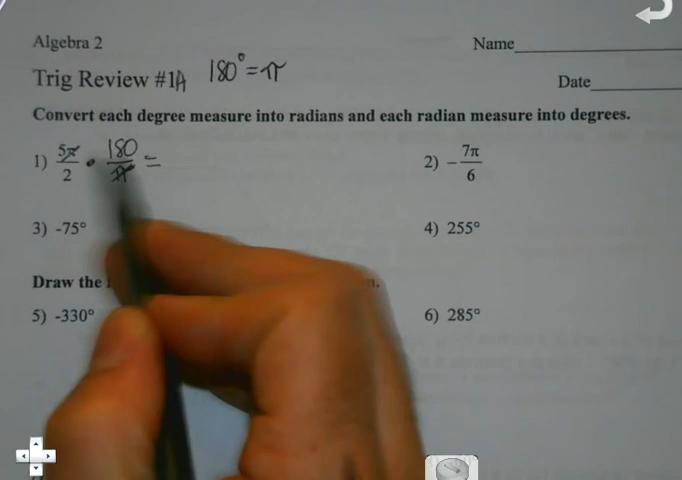 Algebra 2 Name
Trig Review #1A 180° = π Date
Convert each degree measure into radians and each radian measure into degrees.
1) 5π/2 • 180/π = 2) -7π/6
3) -75° 4) 255°
Draw the
5) -330° 6) 285°